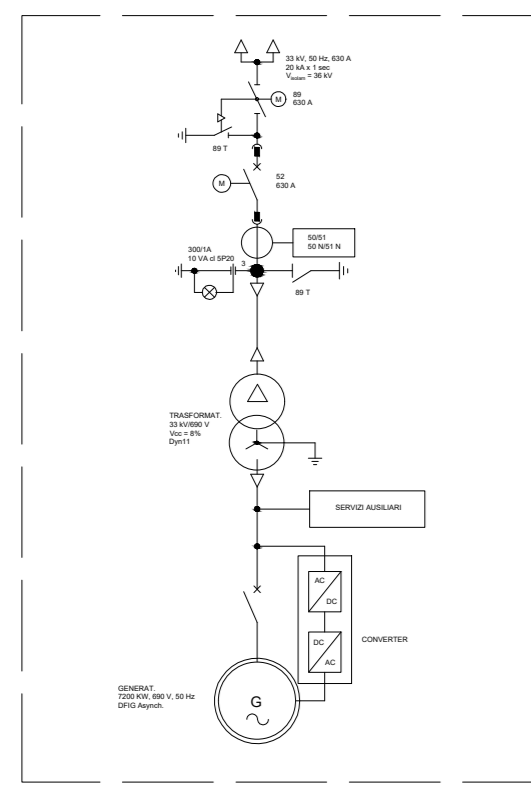 33 kV, 50 Hz, 630 A
20 kA x 1 sec
Visolam = 36 kV
M
89
630 A
89 T
52
630 A
M
50/51
50 N/51 N
300/1A
10 VA cl 5P20
3
89 T
TRASFORMAT.
33 kV/690 V
Vcc = 8%
Dyn11
SERVIZI AUSILIARI
AC
DC
DC
AC
CONVERTER
GENERAT.
7200 KW, 690 V, 50 Hz
DFIG Asynch.
G